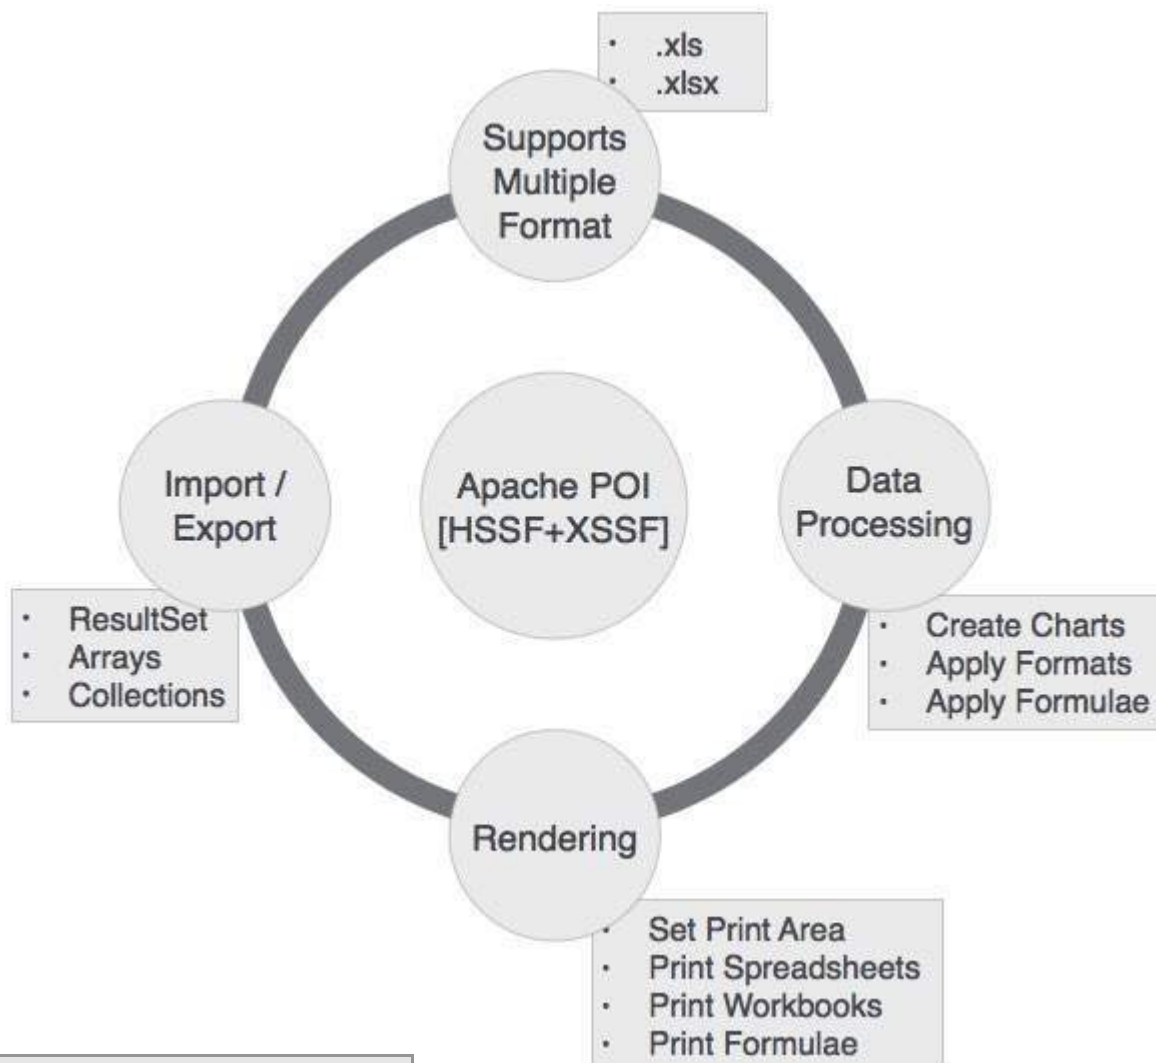 · .xls
· .xlsx
Supports
Multiple
Format
Import /
Export
Apache POI
[HSSF+XSSF]
Data
Processing
· ResultSet
· Arrays
· Collections
· Create Charts
· Apply Formats
· Apply Formulae
Rendering
· Set Print Area
· Print Spreadsheets
· Print Workbooks
· Print Formulae